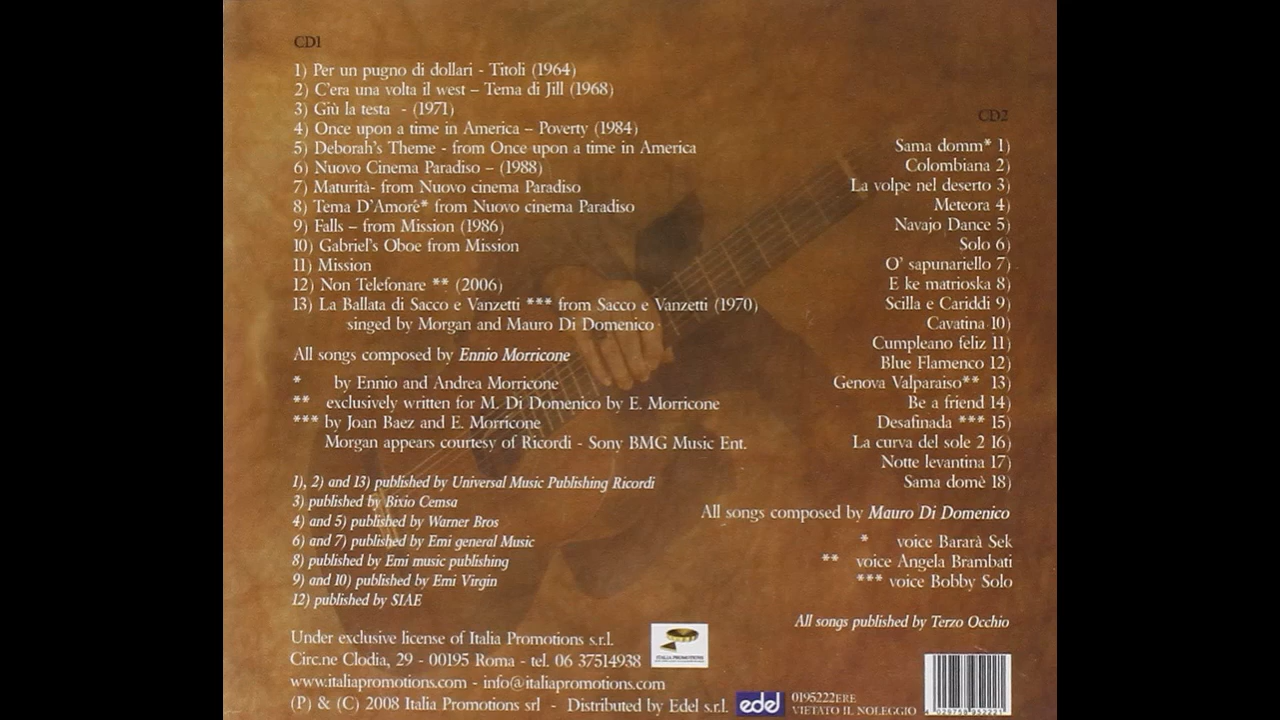 CD1
1) Per un pugno di dollari - Titoli (1964)
2) C'era una volta il west – Tema di Jill (1968)
3) Giù la testa - (1971)
4) Once upon a time in America – Poverty (1984)
5) Deborah's Theme - from Once upon a time in America
6) Nuovo Cinema Paradiso – (1988)
7) Maturità- from Nuovo cinema Paradiso
8) Tema D'Amoré* from Nuovo cinema Paradiso
9) Falls – from Mission (1986)
10) Gabriel's Oboe from Mission
11) Mission
12) Non Telefonare ** (2006)
13) La Ballata di Sacco e Vanzetti *** from Sacco e Vanzetti (1970)
singed by Morgan and Mauro Di Domenico
All songs composed by Ennio Morricone
* by Ennio and Andrea Morricone
** exclusively written for M. Di Domenico by E. Morricone
*** by Joan Baez and E. Morricone
Morgan appears courtesy of Ricordi - Sony BMG Music Ent.
1), 2) and 13) published by Universal Music Publishing Ricordi
3) published by Bixio Cemsa
4) and 5) published by Warner Bros
6) and 7) published by Emi general Music
8) published by Emi music publishing
9) and 10) published by Emi Virgin
12) published by SIAE
CD2
Sama domm* 1)
Colombiana 2)
La volpe nel deserto 3)
Meteora 4)
Navajo Dance 5)
Solo 6)
O' sapunariello 7)
E ke matrioska 8)
Scilla e Cariddi 9)
Cavatina 10)
Cumpleano feliz 11)
Blue Flamenco 12)
Genova Valparaiso** 13)
Be a friend 14)
Desafinada *** 15)
La curva del sole 2 16)
Notte levantina 17)
Sama domè 18)
All songs composed by Mauro Di Domenico
* voice Bararà Sek
** voice Angela Brambati
*** voice Bobby Solo
All songs published by Terzo Occhio
Under exclusive license of Italia Promotions s.r.l.
Circ.ne Clodia, 29 - 00195 Roma - tel. 06 37514938
www.italiapromotions.com - info@italiapromotions.com
(P) & (C) 2008 Italia Promotions srl - Distributed by Edel s.r.l.
ITALIA PROMOTIONS
edel
0195222ERE
VIETATO IL NOLEGGIO
4 029759 952221